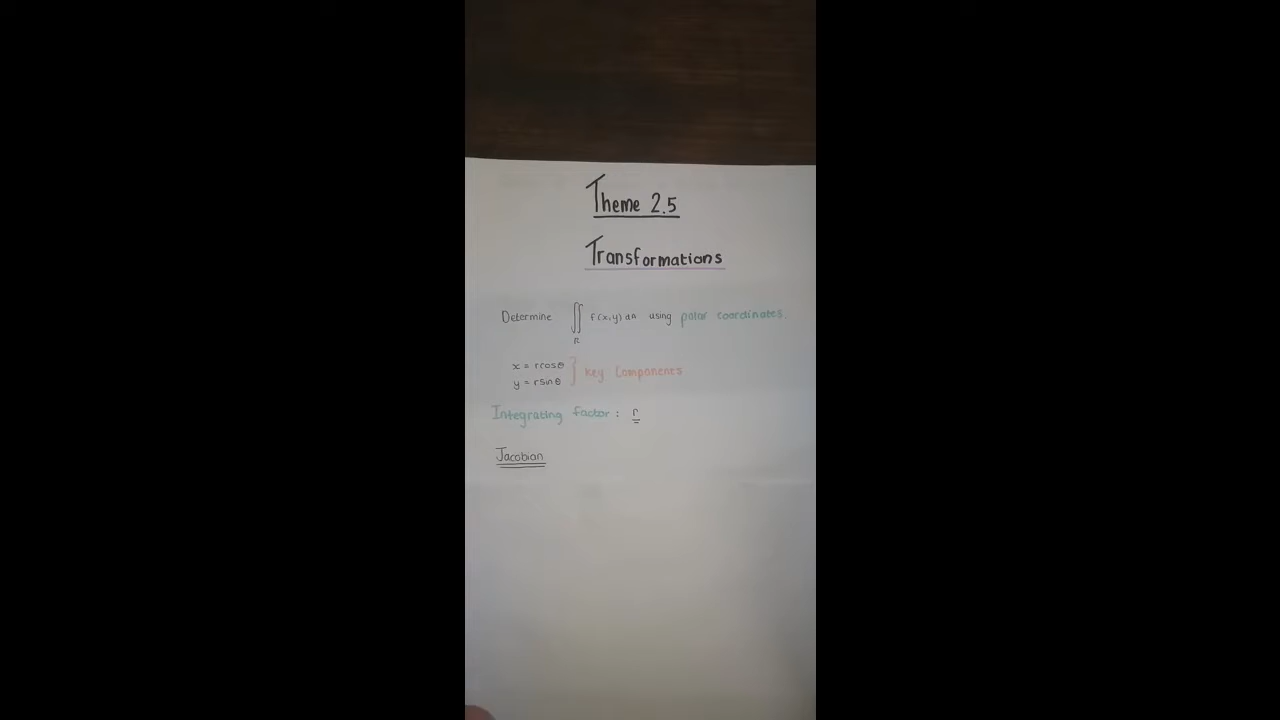 Theme 2.5
Transformations
Determine ∬ f(x,y) dA using polar coordinates.
R
x = rcosθ } Key Components
y = rsinθ
Integrating factor: r
Jacobian